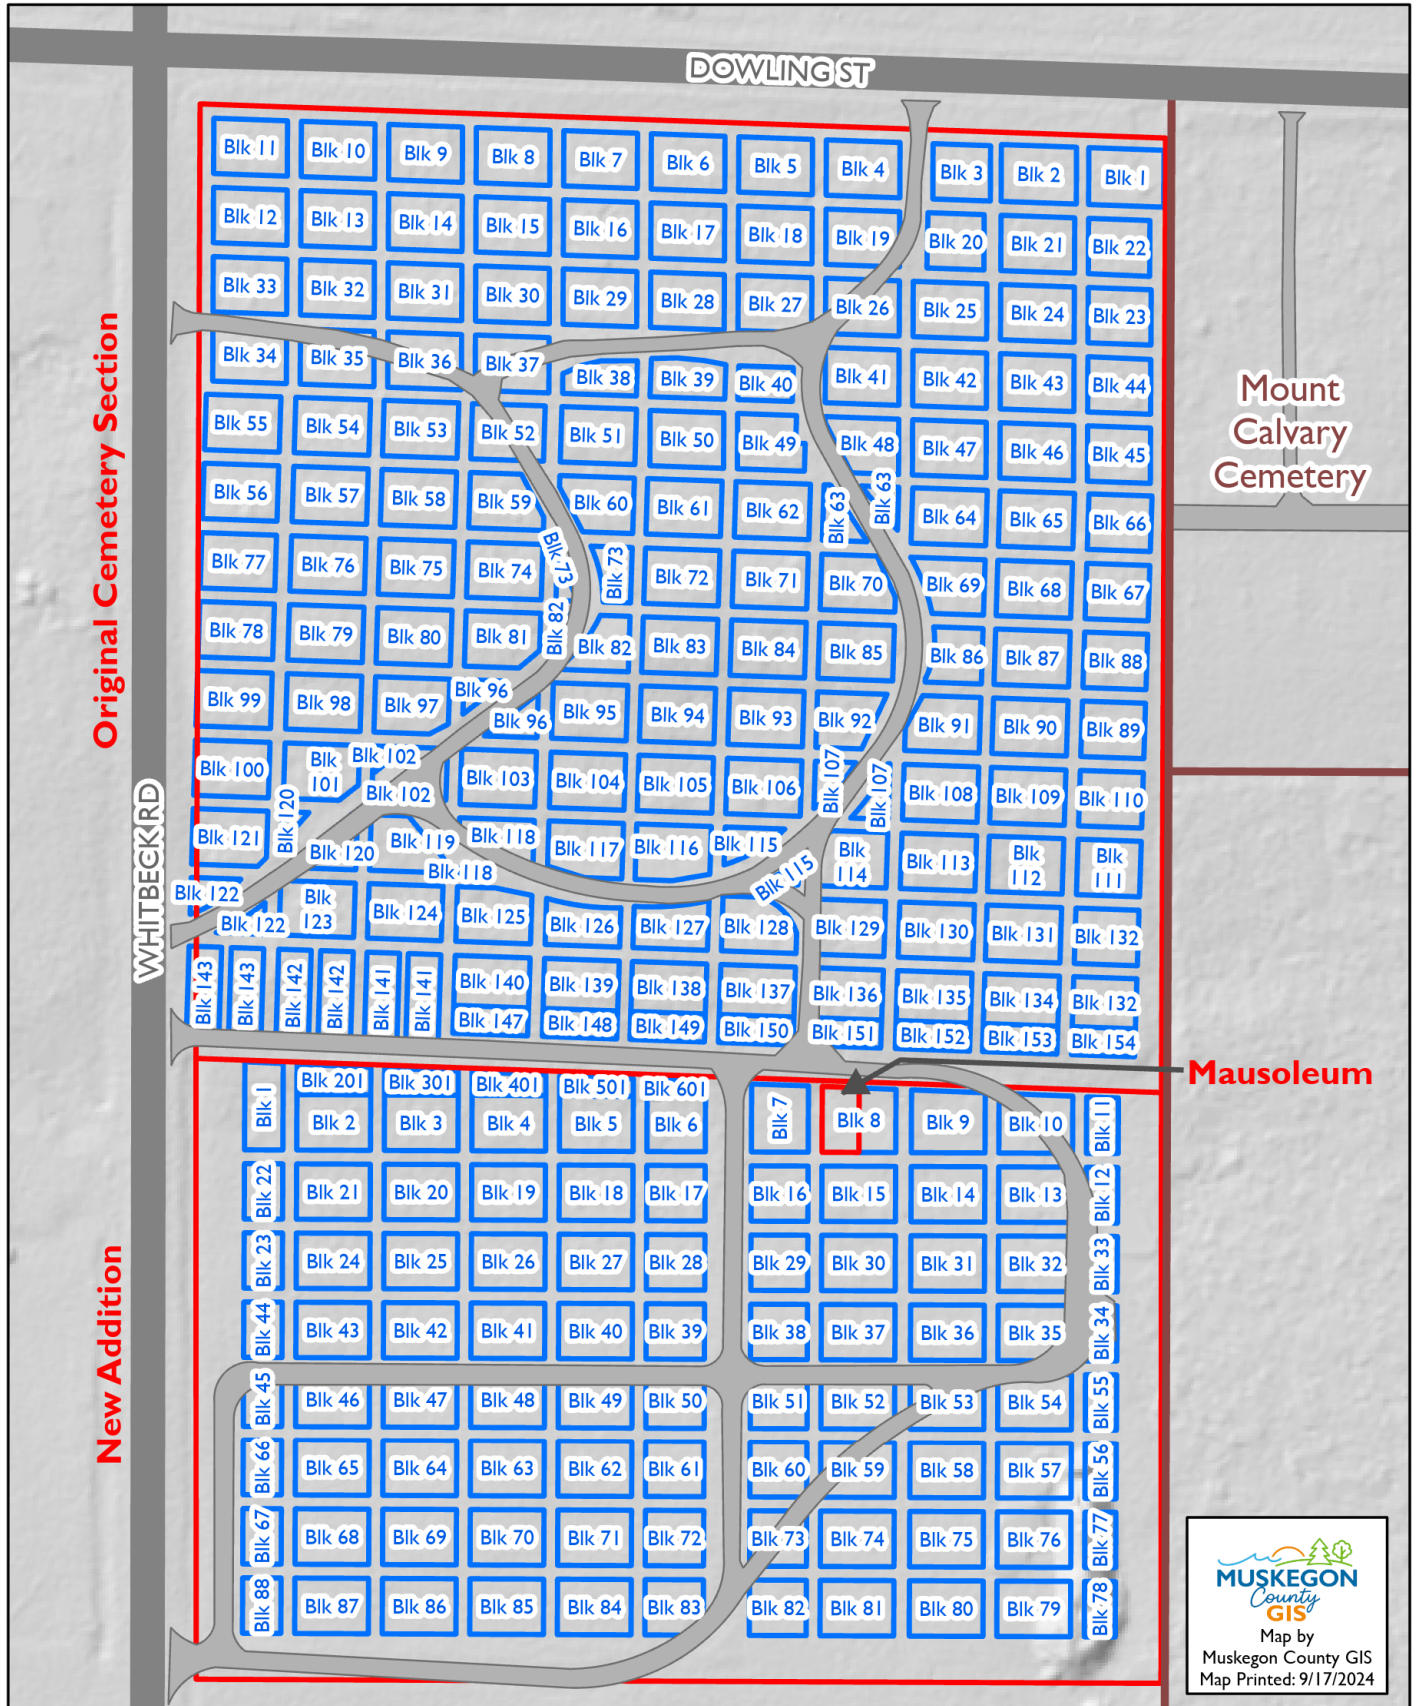 DOWLING ST
Blk 11
Blk 10
Blk 9
Blk 8
Blk 7
Blk 6
Blk 5
Blk 4
Blk 3
Blk 2
Blk 1
Blk 12
Blk 13
Blk 14
Blk 15
Blk 16
Blk 17
Blk 18
Blk 19
Blk 20
Blk 21
Blk 22
Blk 33
Blk 32
Blk 31
Blk 30
Blk 29
Blk 28
Blk 27
Blk 26
Blk 25
Blk 24
Blk 23
Blk 34
Blk 35
Blk 36
Blk 37
Blk 38
Blk 39
Blk 40
Blk 41
Blk 42
Blk 43
Blk 44
Blk 55
Blk 54
Blk 53
Blk 52
Blk 51
Blk 50
Blk 49
Blk 48
Blk 47
Blk 46
Blk 45
Blk 56
Blk 57
Blk 58
Blk 59
Blk 60
Blk 61
Blk 62
Blk 63
Blk 63
Blk 64
Blk 65
Blk 66
Blk 77
Blk 76
Blk 75
Blk 74
Blk 73
Blk 73
Blk 72
Blk 71
Blk 70
Blk 69
Blk 68
Blk 67
Blk 78
Blk 79
Blk 80
Blk 81
Blk 82
Blk 82
Blk 83
Blk 84
Blk 85
Blk 86
Blk 87
Blk 88
Blk 99
Blk 98
Blk 97
Blk 96
Blk 96
Blk 95
Blk 94
Blk 93
Blk 92
Blk 91
Blk 90
Blk 89
Blk 100
Blk
101
Blk 102
Blk 102
Blk 103
Blk 104
Blk 105
Blk 106
Blk 107
Blk 107
Blk 108
Blk 109
Blk 110
Blk 121
Blk 120
Blk 120
Blk 119
Blk 118
Blk 118
Blk 117
Blk 116
Blk 115
Blk 115
Blk
114
Blk 113
Blk
112
Blk
111
Blk 122
Blk 122
Blk
123
Blk 124
Blk 125
Blk 126
Blk 127
Blk 128
Blk 129
Blk 130
Blk 131
Blk 132
Blk 143
Blk 143
Blk 142
Blk 142
Blk 141
Blk 141
Blk 140
Blk 139
Blk 138
Blk 137
Blk 136
Blk 135
Blk 134
Blk 132
Blk 147
Blk 148
Blk 149
Blk 150
Blk 151
Blk 152
Blk 153
Blk 154
Original Cemetery Section
WHITBECK RD
Mount
Calvary
Cemetery
Mausoleum
New Addition
Blk 1
Blk 201
Blk 301
Blk 401
Blk 501
Blk 601
Blk 2
Blk 3
Blk 4
Blk 5
Blk 6
Blk 7
Blk 8
Blk 9
Blk 10
Blk 11
Blk 22
Blk 21
Blk 20
Blk 19
Blk 18
Blk 17
Blk 16
Blk 15
Blk 14
Blk 13
Blk 12
Blk 23
Blk 24
Blk 25
Blk 26
Blk 27
Blk 28
Blk 29
Blk 30
Blk 31
Blk 32
Blk 33
Blk 44
Blk 43
Blk 42
Blk 41
Blk 40
Blk 39
Blk 38
Blk 37
Blk 36
Blk 35
Blk 34
Blk 45
Blk 46
Blk 47
Blk 48
Blk 49
Blk 50
Blk 51
Blk 52
Blk 53
Blk 54
Blk 55
Blk 66
Blk 65
Blk 64
Blk 63
Blk 62
Blk 61
Blk 60
Blk 59
Blk 58
Blk 57
Blk 56
Blk 67
Blk 68
Blk 69
Blk 70
Blk 71
Blk 72
Blk 73
Blk 74
Blk 75
Blk 76
Blk 77
Blk 88
Blk 87
Blk 86
Blk 85
Blk 84
Blk 83
Blk 82
Blk 81
Blk 80
Blk 79
Blk 78
MUSKEGON
County
GIS
Map by
Muskegon County GIS
Map Printed: 9/17/2024